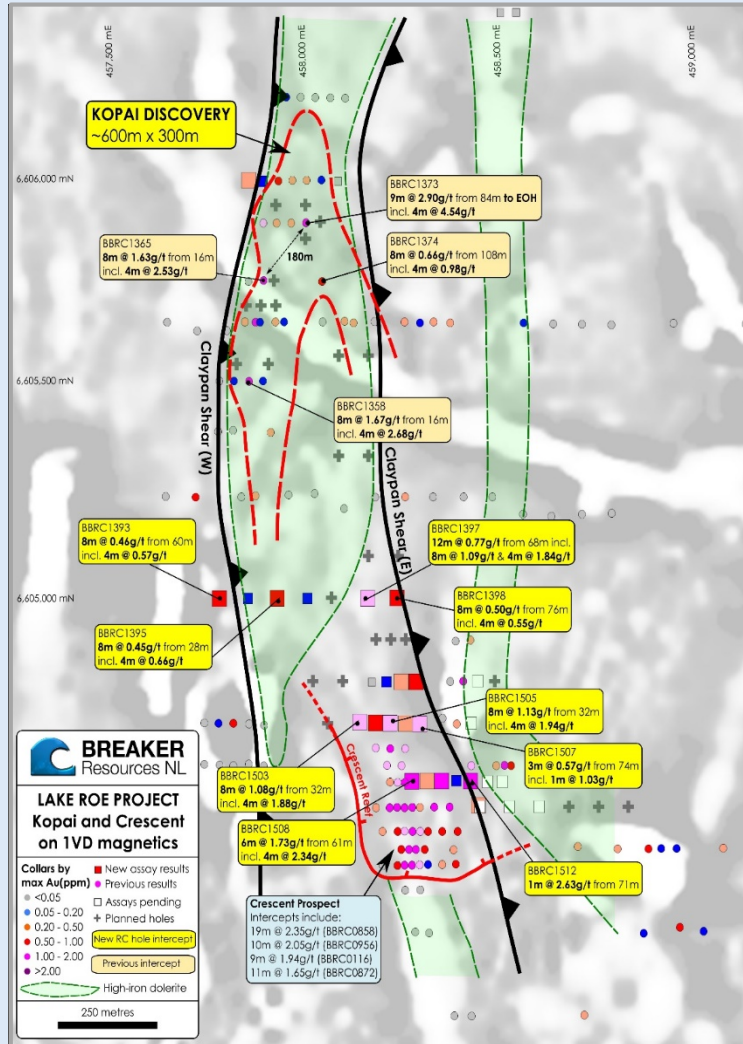 457,500 mE
458,000 mE
458,500 mE
459,000 mE
KOPAI DISCOVERY
~600m x 300m
6,606,000 mN
BBRC1373
9m @ 2.90g/t from 84m to EOH
incl. 4m @ 4.54g/t
BBRC1365
8m @ 1.63g/t from 16m
incl. 4m @ 2.53g/t
180m
BBRC1374
8m @ 0.66g/t from 108m
incl. 4m @ 0.98g/t
Claypan Shear (W)
6,605,500 mN
BBRC1358
8m @ 1.67g/t from 16m
incl. 4m @ 2.68g/t
Claypan Shear (E)
BBRC1393
8m @ 0.46g/t from 60m
incl. 4m @ 0.57g/t
BBRC1397
12m @ 0.77g/t from 68m incl.
8m @ 1.09g/t & 4m @ 1.84g/t
6,605,000 mN
BBRC1398
8m @ 0.50g/t from 76m
incl. 4m @ 0.55g/t
BBRC1395
8m @ 0.45g/t from 28m
incl. 4m @ 0.66g/t
BBRC1505
8m @ 1.13g/t from 32m
incl. 4m @ 1.94g/t
BBRC1507
3m @ 0.57g/t from 74m
incl. 1m @ 1.03g/t
Crescent Reef
BBRC1503
8m @ 1.08g/t from 32m
incl. 4m @ 1.88g/t
BBRC1508
6m @ 1.73g/t from 61m
incl. 4m @ 2.34g/t
BBRC1512
1m @ 2.63g/t from 71m
Crescent Prospect
Intercepts include:
19m @ 2.35g/t (BBRC0858)
10m @ 2.05g/t (BBRC0956)
9m @ 1.94g/t (BBRC0116)
11m @ 1.65g/t (BBRC0872)
BREAKER
Resources NL
LAKE ROE PROJECT
Kopai and Crescent
on 1VD magnetics
Collars by
max Au(ppm)
<0.05
0.05 - 0.20
0.20 - 0.50
0.50 - 1.00
1.00 - 2.00
>2.00
New assay results
Previous results
Assays pending
Planned holes
New RC hole intercept
Previous intercept
High-iron dolerite
250 metres